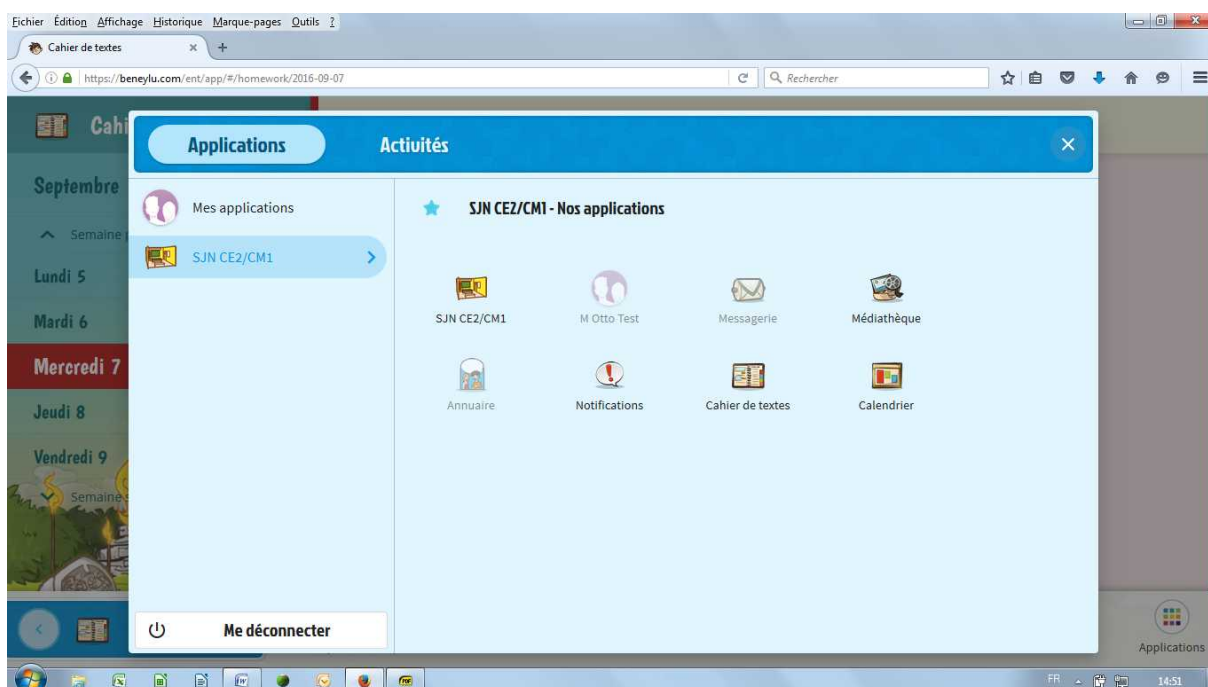 Eichier Édition Affichage Historique Marque-pages Outils ?
Cahier de textes × +
https://beneylu.com/ent/app/#/homework/2016-09-07
Rechercher
Applications Activités
Septembre
Mes applications
SJN CE2/CM1 - Nos applications
Semaine
SJN CE2/CM1
Lundi 5
SJN CE2/CM1 M Otto Test Messagerie Médiathèque
Mardi 6
Mercredi 7
Annuaire Notifications Cahier de textes Calendrier
Jeudi 8
Vendredi 9
Semaine
Me déconnecter
Applications
FR 14:51